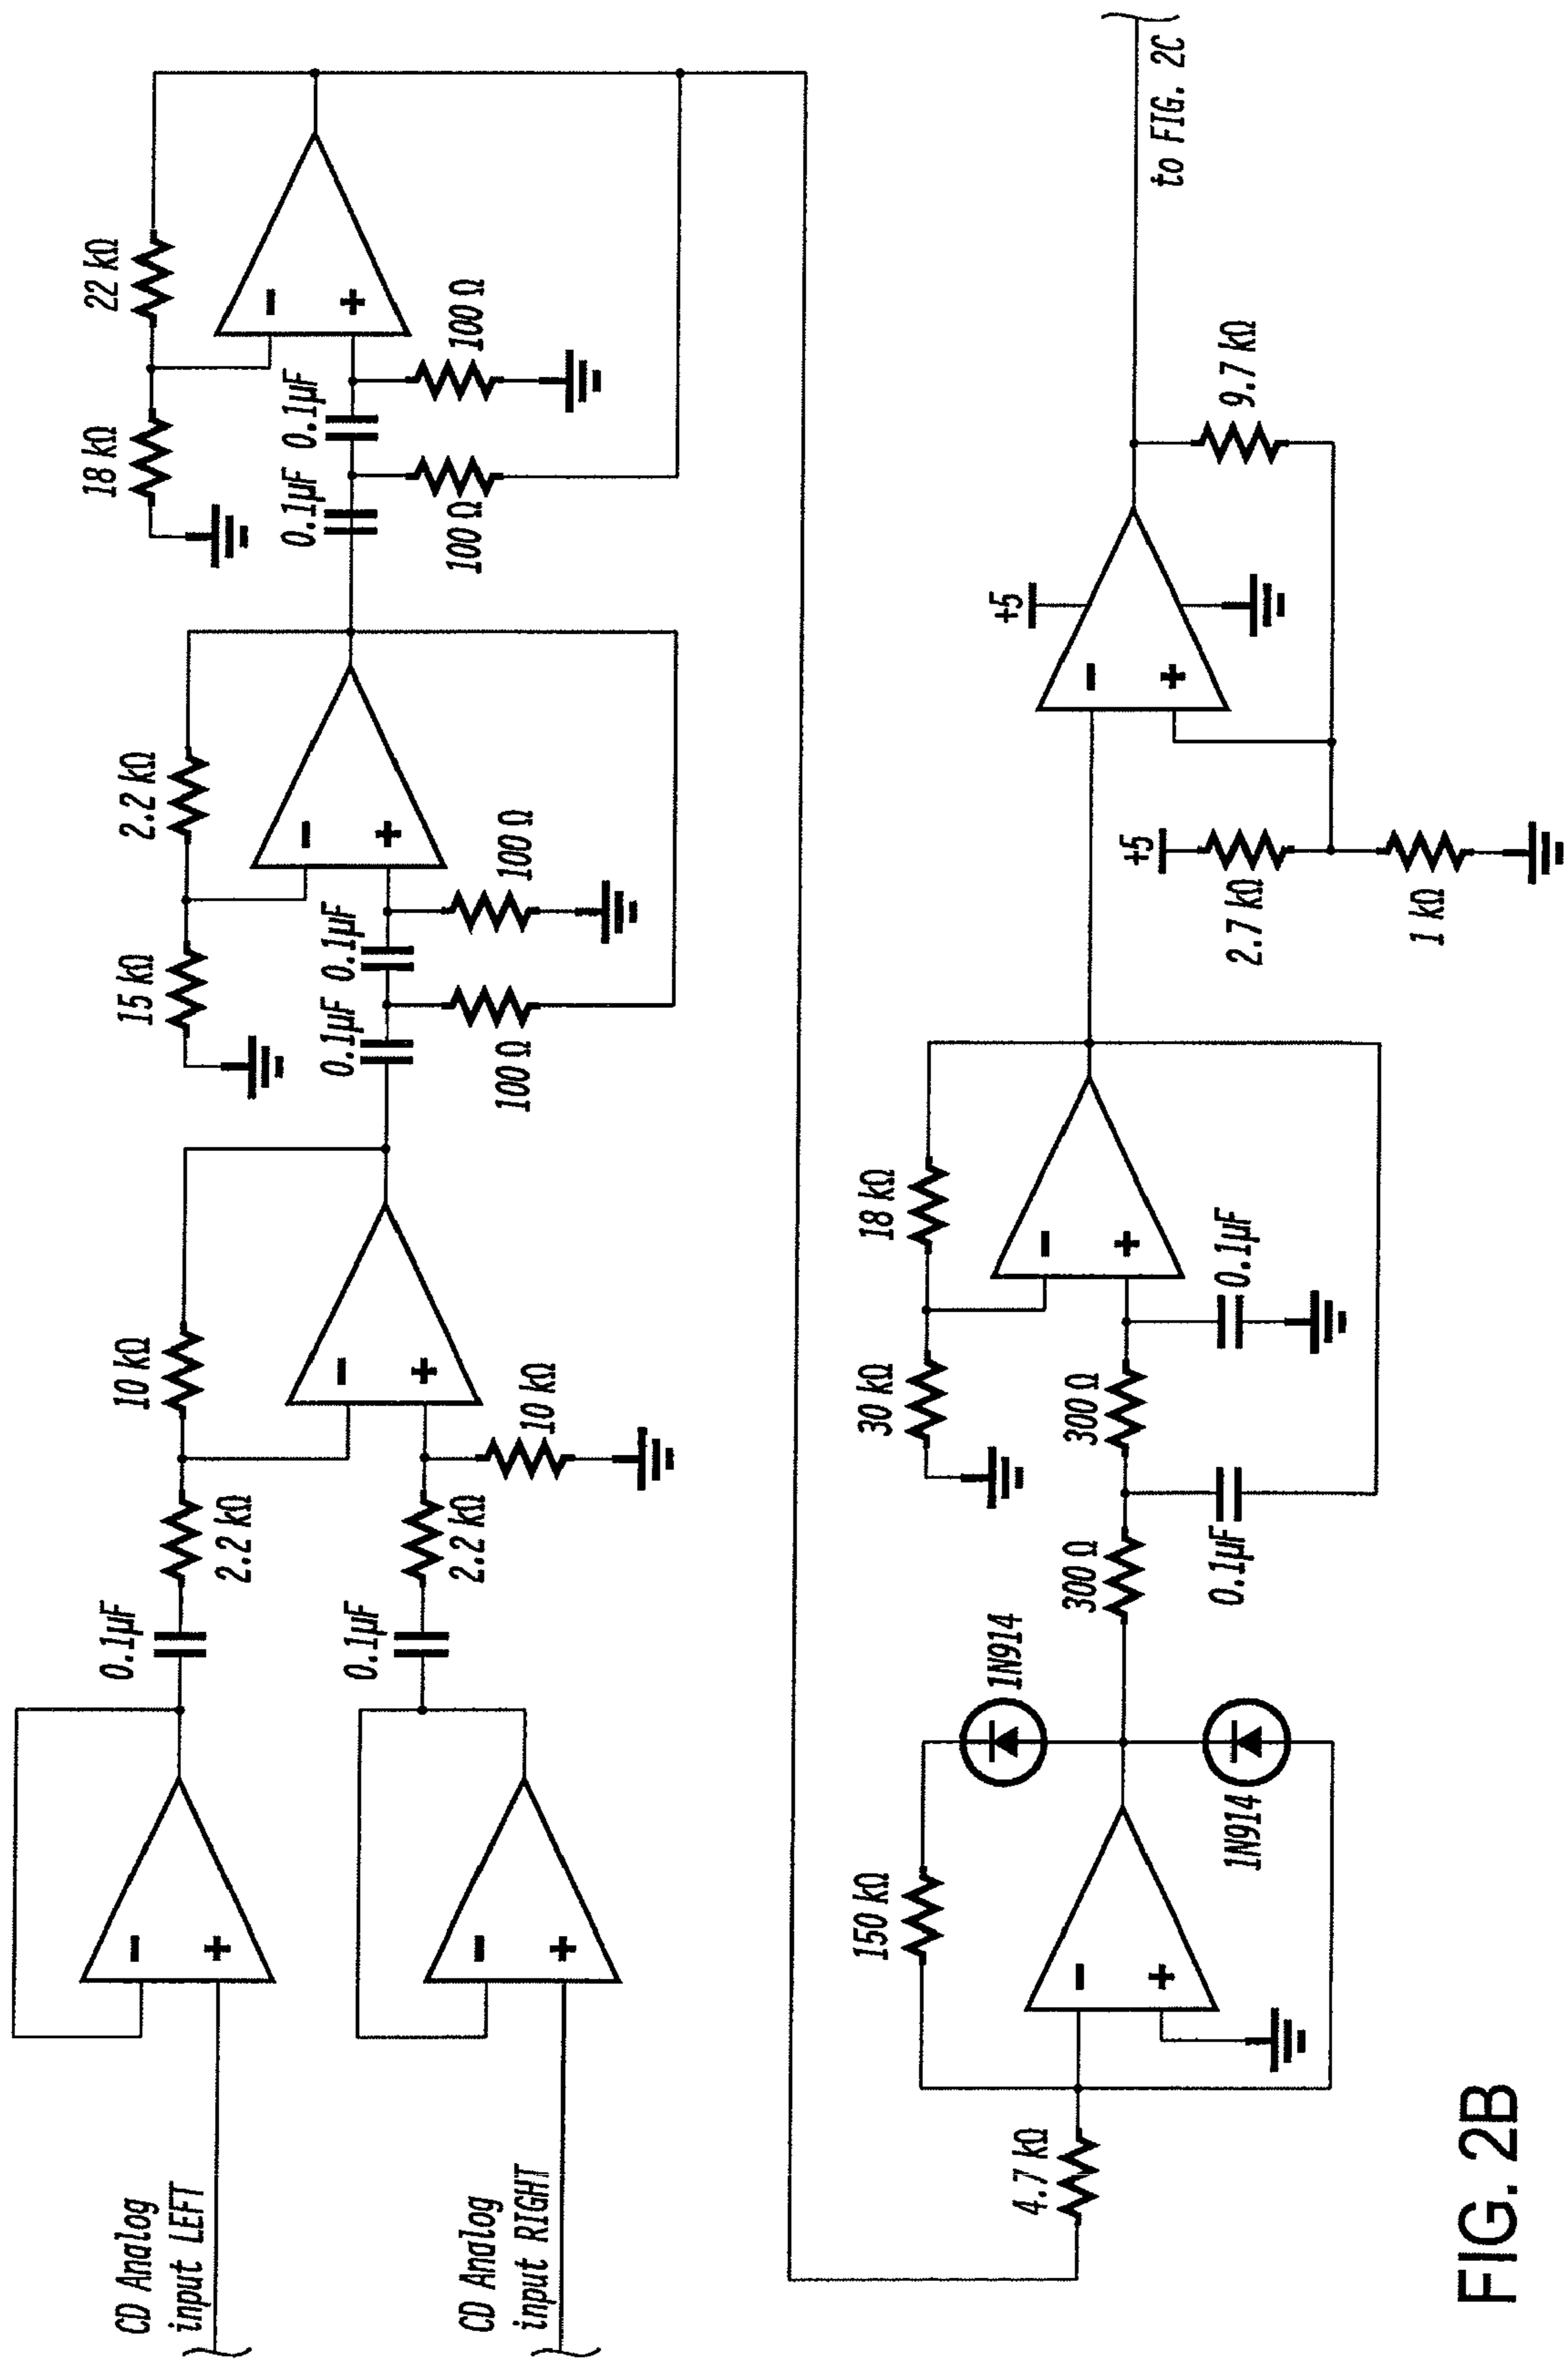 CD Analog
input LEFT
CD Analog
input RIGHT
−
+
−
+
0.1µF
0.1µF
2.2 kΩ
2.2 kΩ
10 kΩ
10 kΩ
−
+
15 kΩ
2.2 kΩ
0.1µF
0.1µF
100 Ω
100 Ω
−
+
18 kΩ
22 kΩ
0.1µF
0.1µF
100 Ω
100 Ω
−
+
4.7 kΩ
150 kΩ
−
+
1N914
1N914
300 Ω
300 Ω
0.1µF
0.1µF
30 kΩ
18 kΩ
−
+
+5
2.7 kΩ
1 kΩ
+5
−
+
9.7 kΩ
to FIG. 2C
FIG. 2B